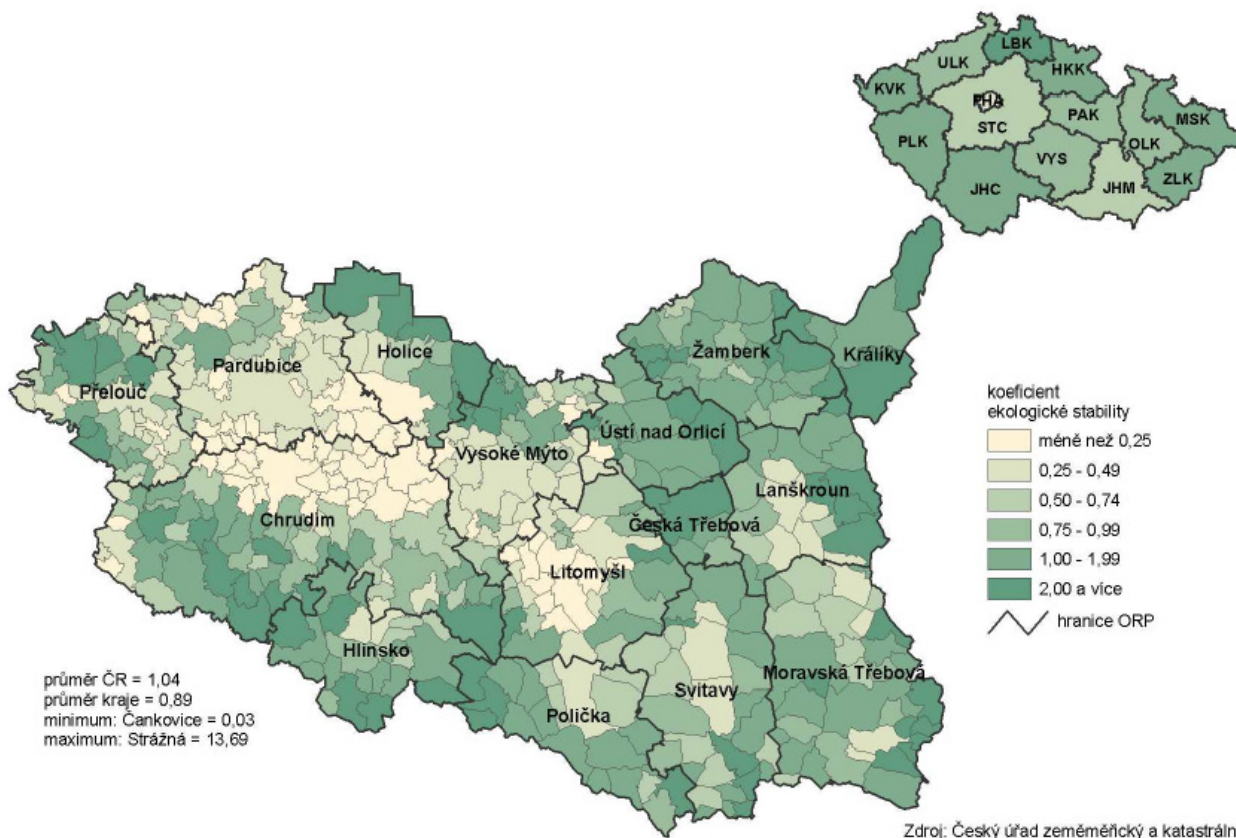 LBK
ULK
HKK
KVK
PHA
PAK
MSK
STC
OLK
PLK
VYS
ZLK
JHC
JHM
Žamberk
Holice
Králíky
Pardubice
Přelouč
Ústí nad Orlicí
Vysoké Mýto
Lanškroun
Chrudim
Česká Třebová
Litomyšl
Hlinsko
Moravská Třebová
Svitavy
Polička
koeficient
ekologické stability
méně než 0,25
0,25 - 0,49
0,50 - 0,74
0,75 - 0,99
1,00 - 1,99
2,00 a více
hranice ORP
průměr ČR = 1,04
průměr kraje = 0,89
minimum: Čankovice = 0,03
maximum: Strážná = 13,69
Zdroj: Český úřad zeměměřický a katastráln